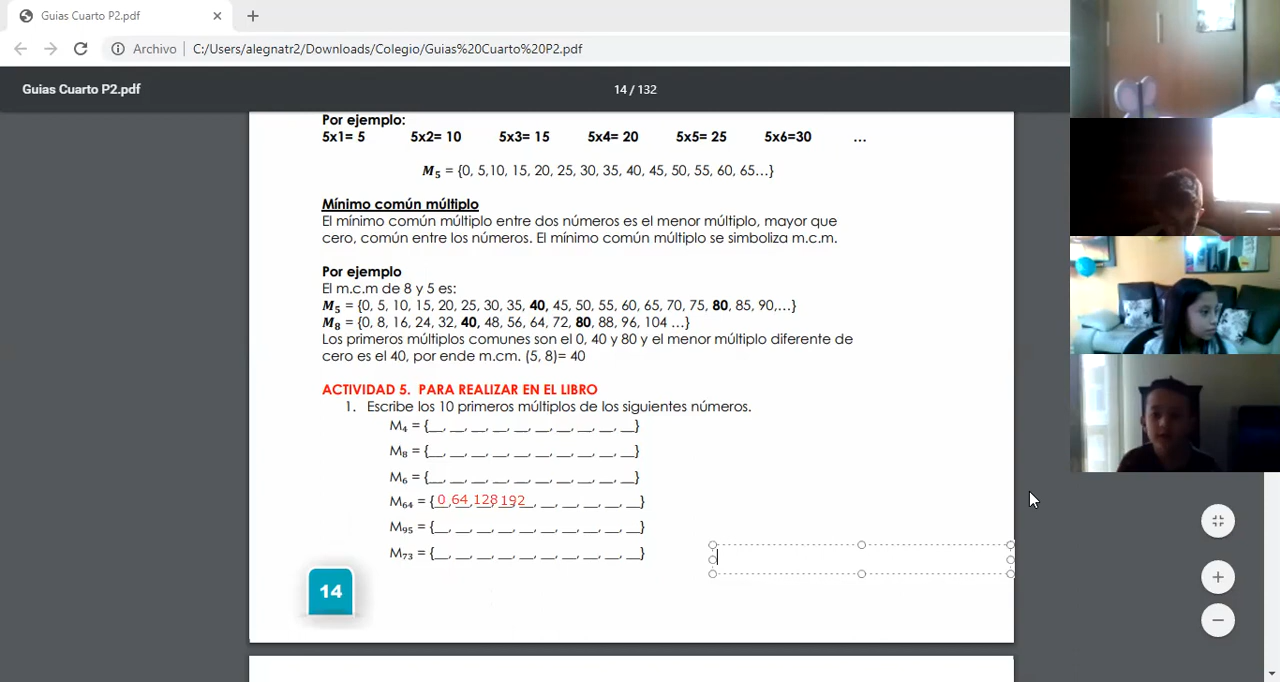 Guias Cuarto P2.pdf
Archivo | C:/Users/alegnatr2/Downloads/Colegio/Guias%20Cuarto%20P2.pdf
Guias Cuarto P2.pdf
14 / 132
Por ejemplo:
5x1= 5 5x2= 10 5x3= 15 5x4= 20 5x5= 25 5x6=30 ...
M₅ = {0, 5,10, 15, 20, 25, 30, 35, 40, 45, 50, 55, 60, 65...}
Mínimo común múltiplo
El mínimo común múltiplo entre dos números es el menor múltiplo, mayor que
cero, común entre los números. El mínimo común múltiplo se simboliza m.c.m.
Por ejemplo
El m.c.m de 8 y 5 es:
M₅ = {0, 5, 10, 15, 20, 25, 30, 35, 40, 45, 50, 55, 60, 65, 70, 75, 80, 85, 90,...}
M₈ = {0, 8, 16, 24, 32, 40, 48, 56, 64, 72, 80, 88, 96, 104 ...}
Los primeros múltiplos comunes son el 0, 40 y 80 y el menor múltiplo diferente de
cero es el 40, por ende m.cm. (5, 8)= 40
ACTIVIDAD 5. PARA REALIZAR EN EL LIBRO
1. Escribe los 10 primeros múltiplos de los siguientes números.
M₄ = {__, __, __, __, __, __, __, __, __, __}
M₈ = {__, __, __, __, __, __, __, __, __, __}
M₆ = {__, __, __, __, __, __, __, __, __, __}
M₆₄ = {0, 64, 128, 192, __, __, __, __, __, __}
M₉₅ = {__, __, __, __, __, __, __, __, __, __}
M₇₃ = {__, __, __, __, __, __, __, __, __, __}
14